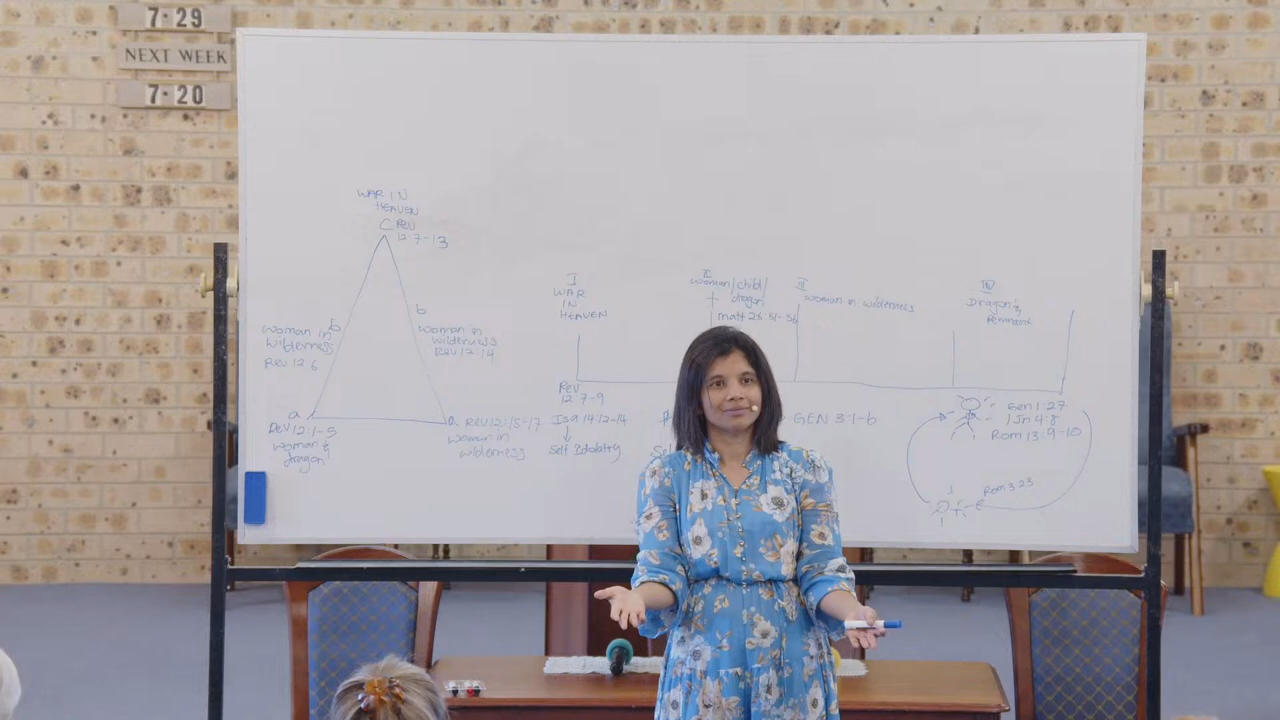 7·29
NEXT WEEK
7·20
WAR IN
HEAVEN
C REV
12:7-13
woman in
wilderness
Rev 12:6
b
b
woman in
wilderness
Rev 12:14
a
Rev 12:1-5
woman &
dragon
a Rev 12:15-17
woman in
wilderness
I
WAR
IN
HEAVEN
Rev
12:7-9
Isa 14:12-14
Self Idolatry
II
woman/child/
dragon
matt 26:51-56
III
woman in wilderness
GEN 3:1-6
IV
Dragon &
Remnant
Gen 1:27
1 Jn 4:8
Rom 13:9-10
Rom 3:23